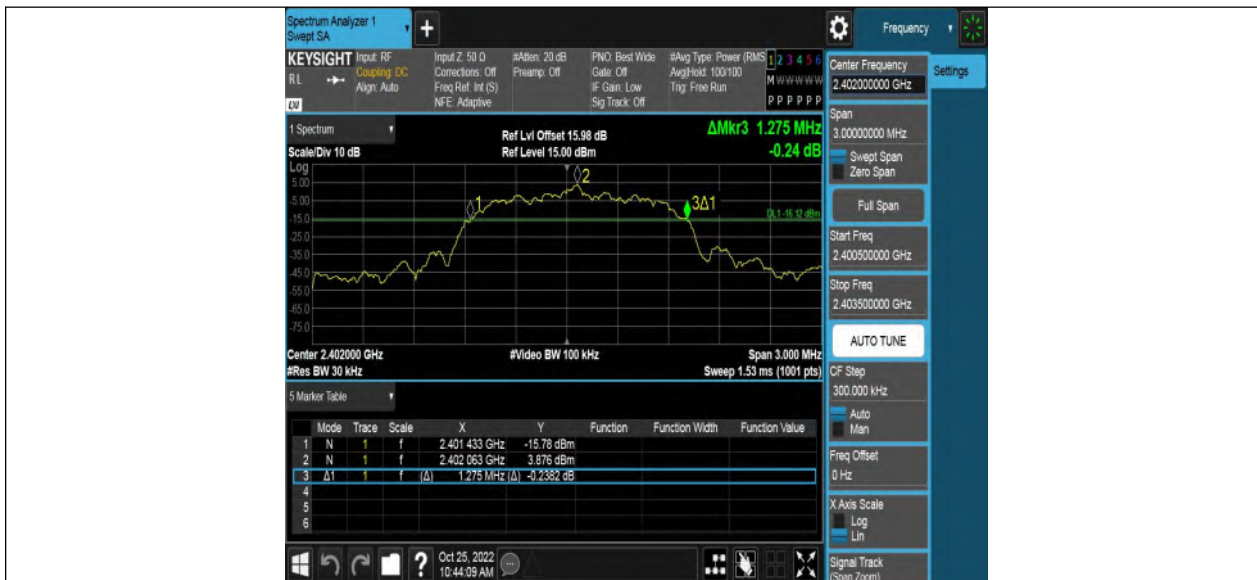 Spectrum Analyzer 1
Swept SA
+
Frequency
KEYSIGHT Input: RF Input Z: 50 Ω #Atten: 20 dB PNO: Best Wide #Avg Type: Power (RMS 1 2 3 4 5 6
RL Coupling: DC Corrections: Off Preamp: Off Gate: Off Avg|Hold: 100/100 M W W W W W
Align: Auto Freq Ref: Int (S) IF Gain: Low Trig: Free Run
NFE: Adaptive Sig Track: Off P P P P P P
1 Spectrum
Ref Lvl Offset 15.98 dB
ΔMkr3 1.275 MHz
Scale/Div 10 dB
Ref Level 15.00 dBm
-0.24 dB
Log
5.00
-5.00
-15.0
-25.0
-35.0
-45.0
-55.0
-65.0
-75.0
1
2
3Δ1
DL1 -16.12 dBm
Center 2.402000 GHz #Video BW 100 kHz Span 3.000 MHz
#Res BW 30 kHz Sweep 1.53 ms (1001 pts)
5 Marker Table
Mode Trace Scale X Y Function Function Width Function Value
1 N 1 f 2.401 433 GHz -15.78 dBm
2 N 1 f 2.402 063 GHz 3.876 dBm
3 Δ1 1 f (Δ) 1.275 MHz (Δ) -0.2382 dB
4
5
6
?
Oct 25, 2022
10:44:09 AM
Center Frequency
2.402000000 GHz
Settings
Span
3.00000000 MHz
Swept Span
Zero Span
Full Span
Start Freq
2.400500000 GHz
Stop Freq
2.403500000 GHz
AUTO TUNE
CF Step
300.000 kHz
Auto
Man
Freq Offset
0 Hz
X Axis Scale
Log
Lin
Signal Track
(Span Zoom)